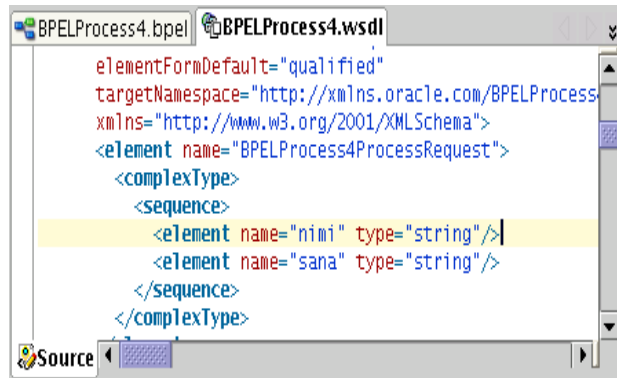 BPELProcess4.bpel BPELProcess4.wsdl
elementFormDefault="qualified"
targetNamespace="http://xmlns.oracle.com/BPELProcess
xmlns="http://www.w3.org/2001/XMLSchema">
<element name="BPELProcess4ProcessRequest">
<complexType>
<sequence>
<element name="nimi" type="string"/>
<element name="sana" type="string"/>
</sequence>
</complexType>
Source